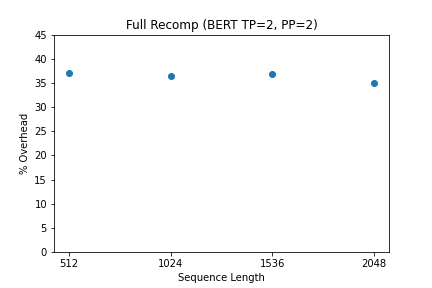 Full Recomp (BERT TP=2, PP=2)
45
40
35
30
25
20
15
10
5
0
% Overhead
512 1024 1536 2048
Sequence Length